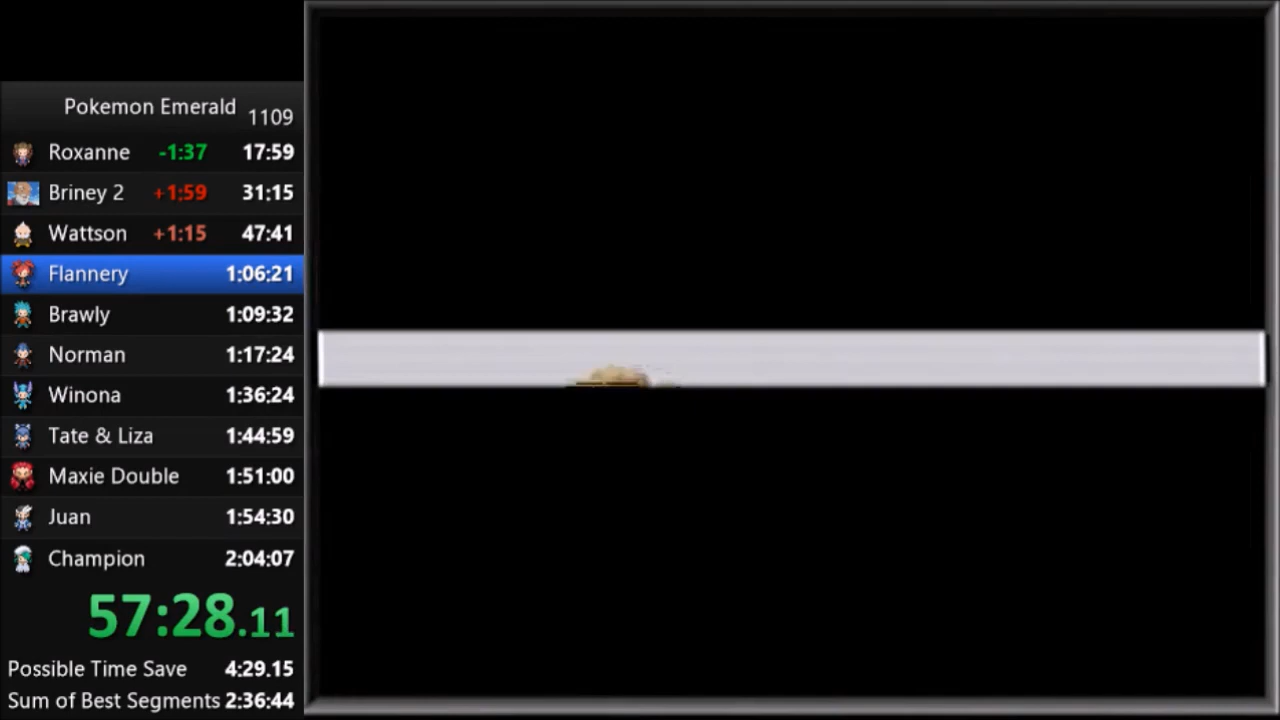 Pokemon Emerald 1109
Roxanne -1:37 17:59
Briney 2 +1:59 31:15
Wattson +1:15 47:41
Flannery 1:06:21
Brawly 1:09:32
Norman 1:17:24
Winona 1:36:24
Tate & Liza 1:44:59
Maxie Double 1:51:00
Juan 1:54:30
Champion 2:04:07
57:28.11
Possible Time Save 4:29.15
Sum of Best Segments 2:36:44